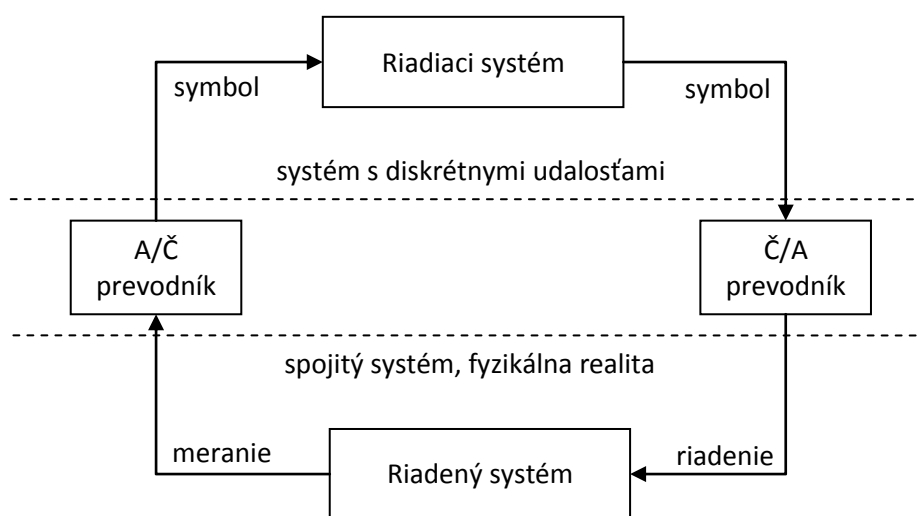 Riadiaci systém
symbol
symbol
systém s diskrétnymi udalosťami
A/Č
prevodník
Č/A
prevodník
spojitý systém, fyzikálna realita
meranie
riadenie
Riadený systém